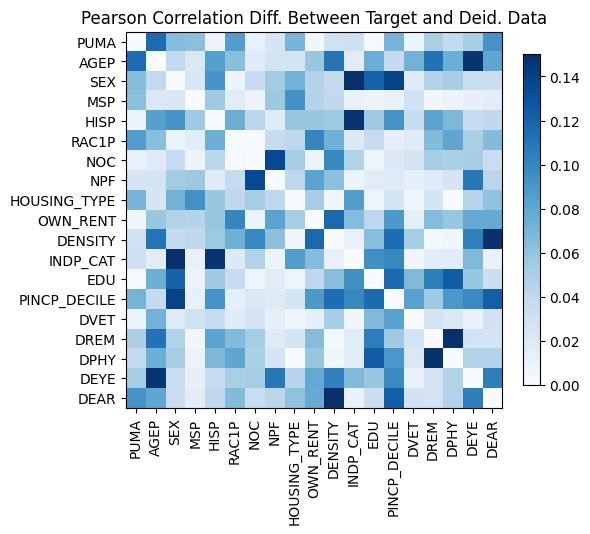 Pearson Correlation Diff. Between Target and Deid. Data
PUMA
AGEP
SEX
MSP
HISP
RAC1P
NOC
NPF
HOUSING_TYPE
OWN_RENT
DENSITY
INDP_CAT
EDU
PINCP_DECILE
DVET
DREM
DPHY
DEYE
DEAR
PUMA
AGEP
SEX
MSP
HISP
RAC1P
NOC
NPF
HOUSING_TYPE
OWN_RENT
DENSITY
INDP_CAT
EDU
PINCP_DECILE
DVET
DREM
DPHY
DEYE
DEAR
0.14
0.12
0.10
0.08
0.06
0.04
0.02
0.00